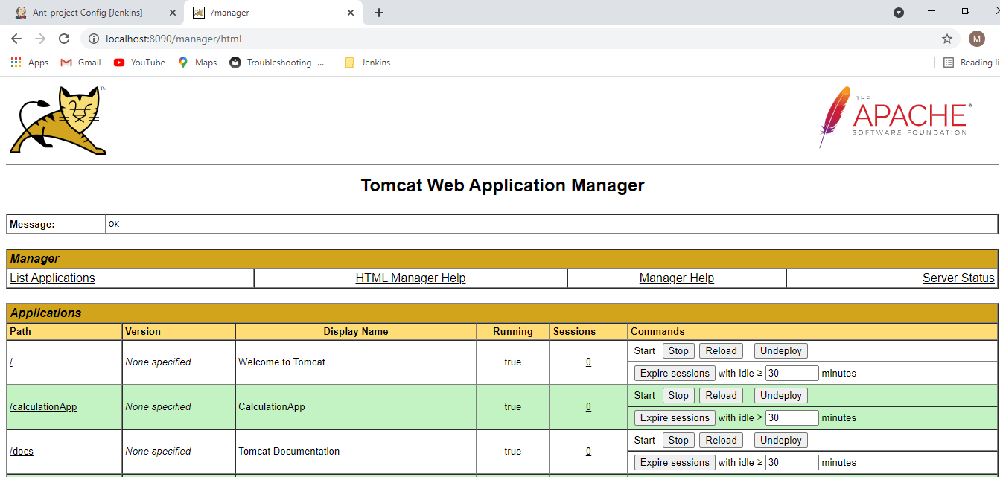 Ant-project Config [Jenkins]
/manager
localhost:8090/manager/html
M
Apps Gmail YouTube Maps Troubleshooting -... Jenkins Reading li
TM
THE
APACHE®
SOFTWARE FOUNDATION
Tomcat Web Application Manager
Message: OK
Manager
List Applications HTML Manager Help Manager Help Server Status
Applications
Path Version Display Name Running Sessions Commands
Start Stop Reload Undeploy
/ None specified Welcome to Tomcat true 0
Expire sessions with idle ≥ 30 minutes
Start Stop Reload Undeploy
/calculationApp None specified CalculationApp true 0
Expire sessions with idle ≥ 30 minutes
Start Stop Reload Undeploy
/docs None specified Tomcat Documentation true 0
Expire sessions with idle ≥ 30 minutes